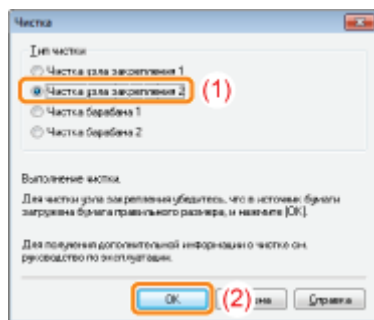 Чистка
Тип чистки
Чистка узла закрепления 1
Чистка узла закрепления 2
(1)
Чистка барабана 1
Чистка барабана 2
Выполнение чистки.
Для чистки узла закрепления убедитесь, что в источник бумаги
загружена бумага правильного размера, и нажмите [OK].
Для получения дополнительной информации о чистке см.
руководство по эксплуатации.
OK
(2)
на
Справка